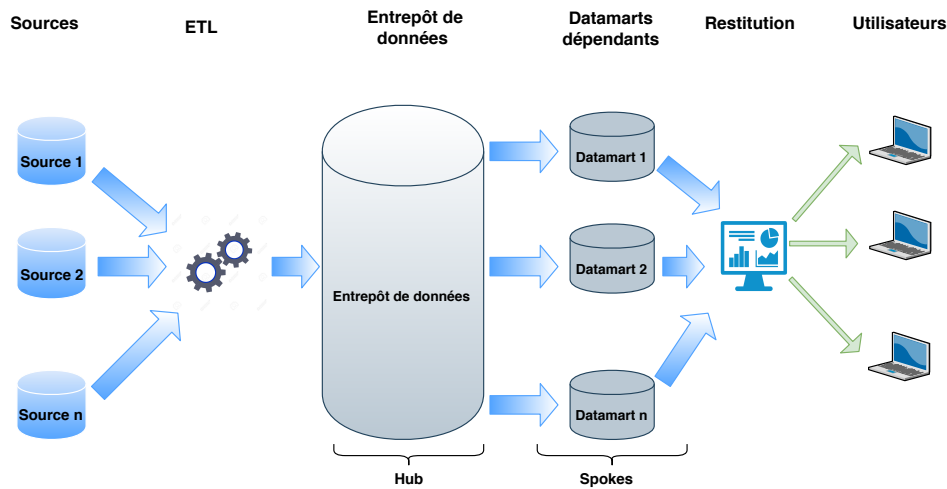 Sources
ETL
Entrepôt de
données
Datamarts
dépendants
Restitution
Utilisateurs
Source 1
Source 2
Source n
Entrepôt de données
Datamart 1
Datamart 2
Datamart n
Hub
Spokes